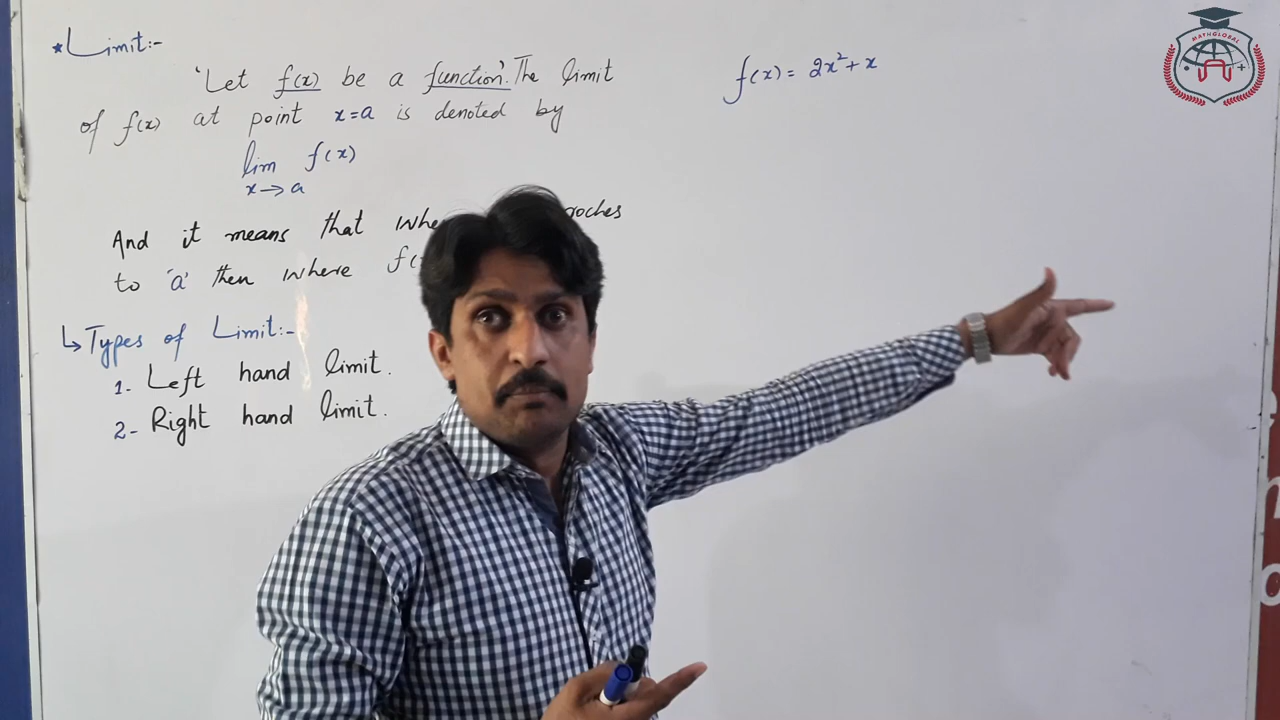 *Limit:-
'Let f(x) be a function'. The limit
of f(x) at point x=a is denoted by
lim f(x)
x→a
And it means that
to 'a' then where
↳Types of Limit:-
1- Left hand limit.
2- Right hand limit.
f(x) = 2x²+x
MATHGLOBAL